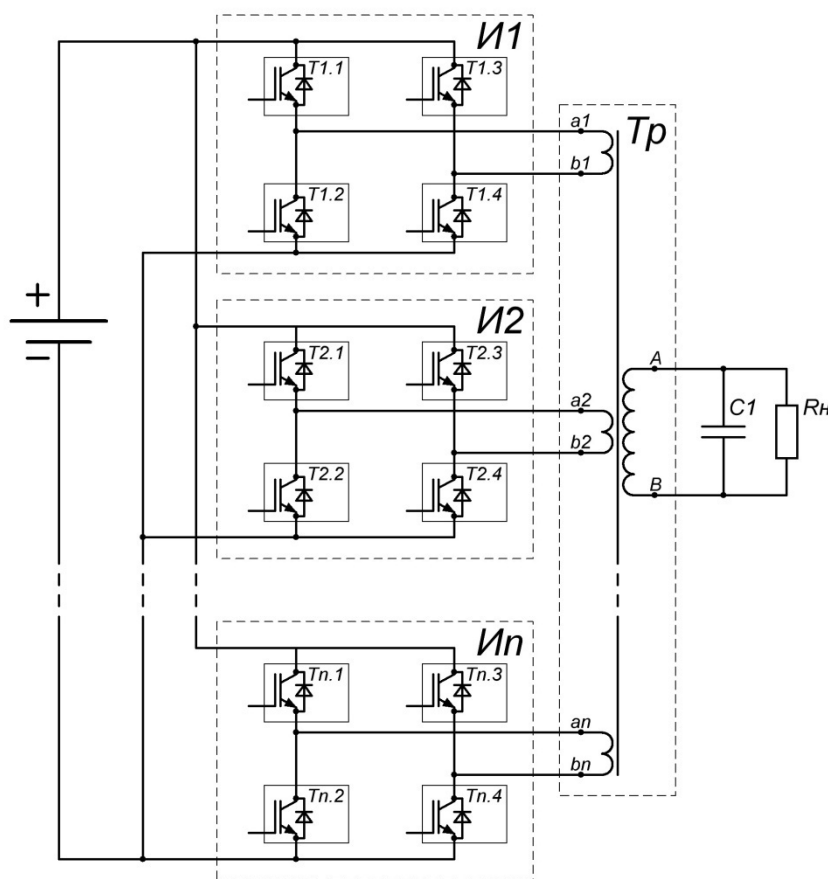 И1
T1.1
T1.3
a1
Тр
b1
T1.2
T1.4
+
−
И2
T2.1
T2.3
A
a2
C1
Rн
b2
T2.2
T2.4
B
Иn
Tn.1
Tn.3
an
bn
Tn.2
Tn.4